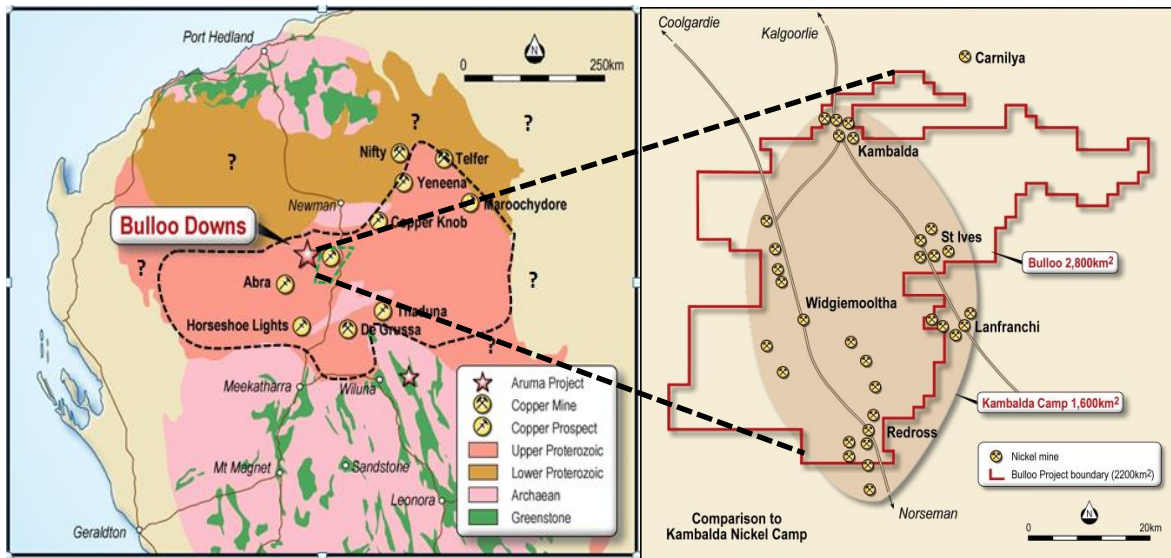 Port Hedland
N
0
250km
?
?
?
Nifty
Telfer
Yeneena
Newman
Maroochydore
Copper Knob
Bulloo Downs
?
?
Abra
Thaduna
Horseshoe Lights
De Grussa
?
Meekatharra
Wiluna
Mt Magnet
Sandstone
Leonora
Geraldton
Aruma Project
Copper Mine
Copper Prospect
Upper Proterozoic
Lower Proterozoic
Archaean
Greenstone
Coolgardie
Kalgoorlie
Carnilya
Kambalda
St Ives
Bulloo 2,800km²
Widgiemooltha
Lanfranchi
Kambalda Camp 1,600km²
Redross
Nickel mine
Bulloo Project boundary (2200km²)
Norseman
Comparison to
Kambalda Nickel Camp
N
0
20km